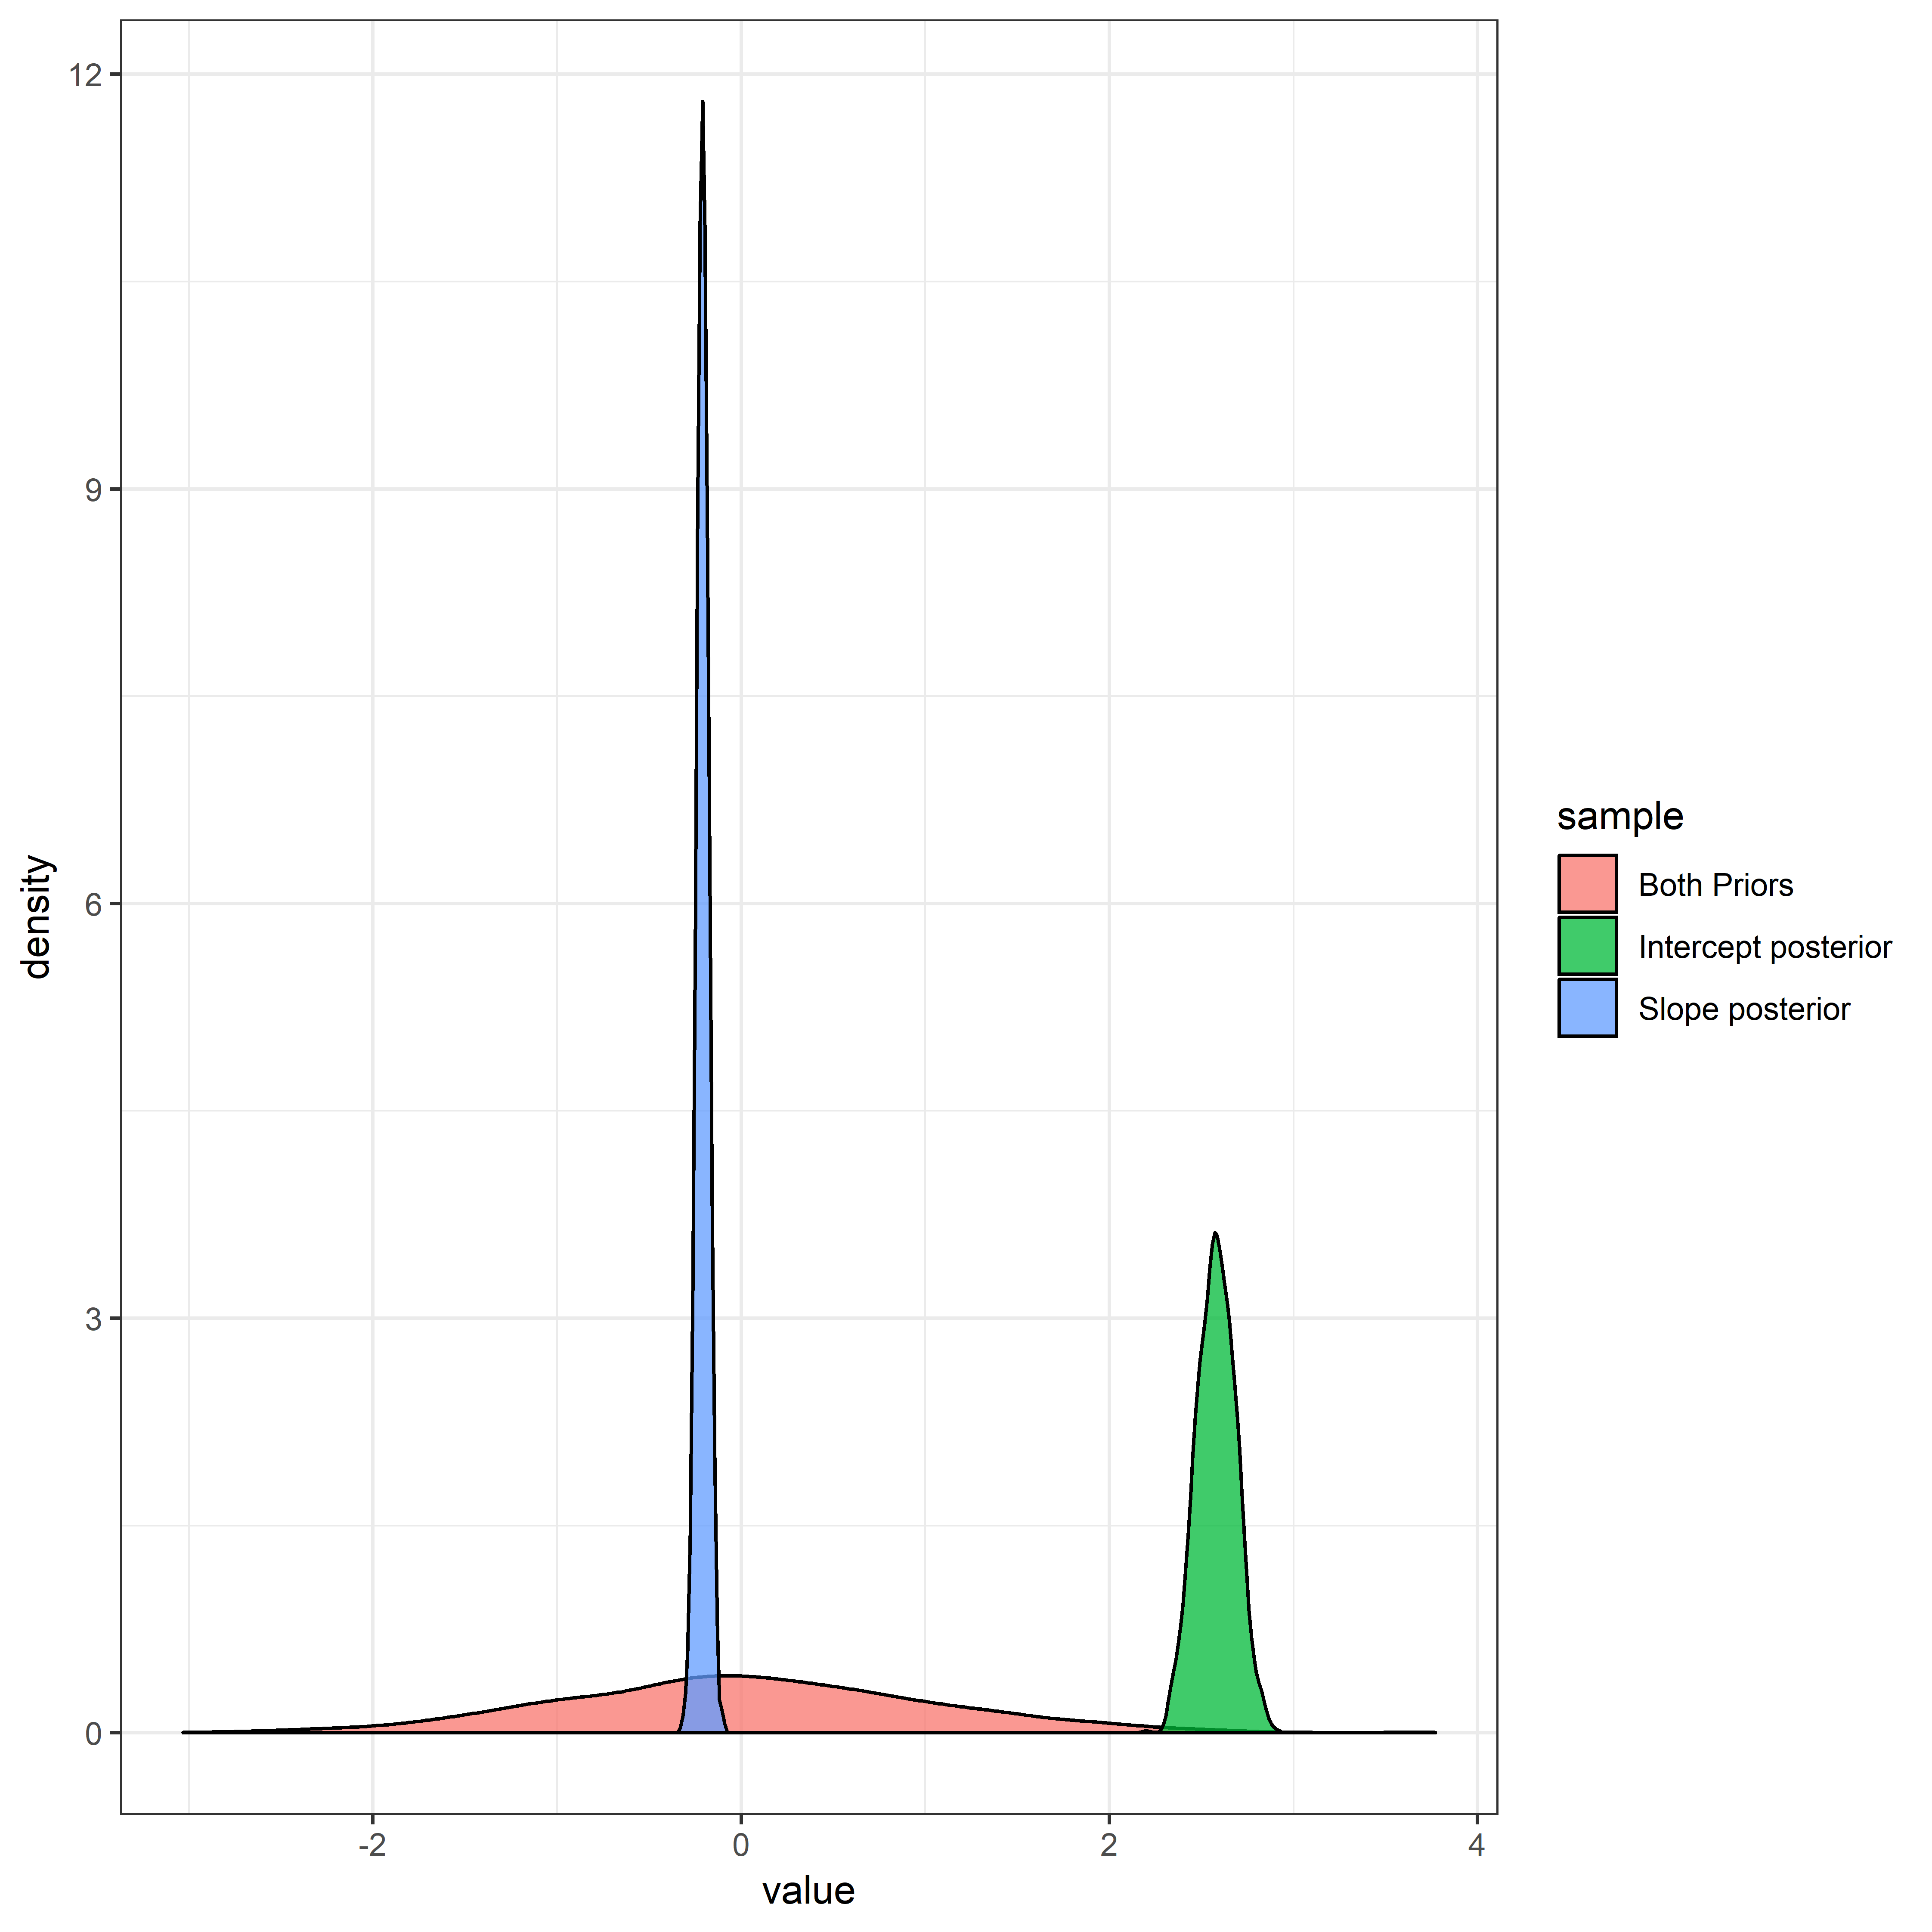 12
9
6
3
0
density
-2
0
2
4
value
sample
Both Priors
Intercept posterior
Slope posterior